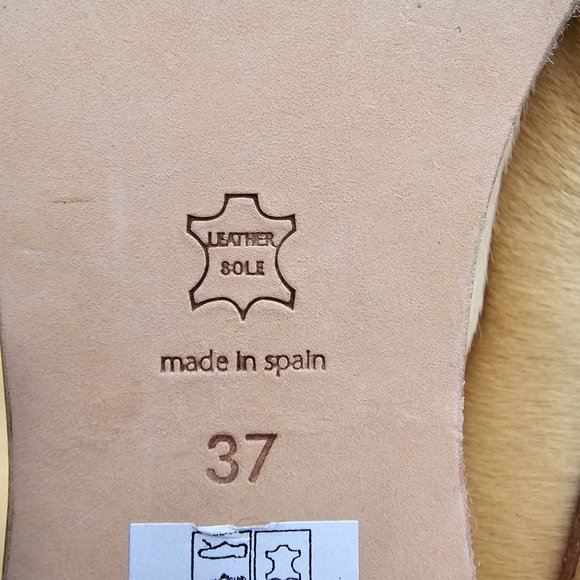 LEATHER
SOLE
made in spain
37